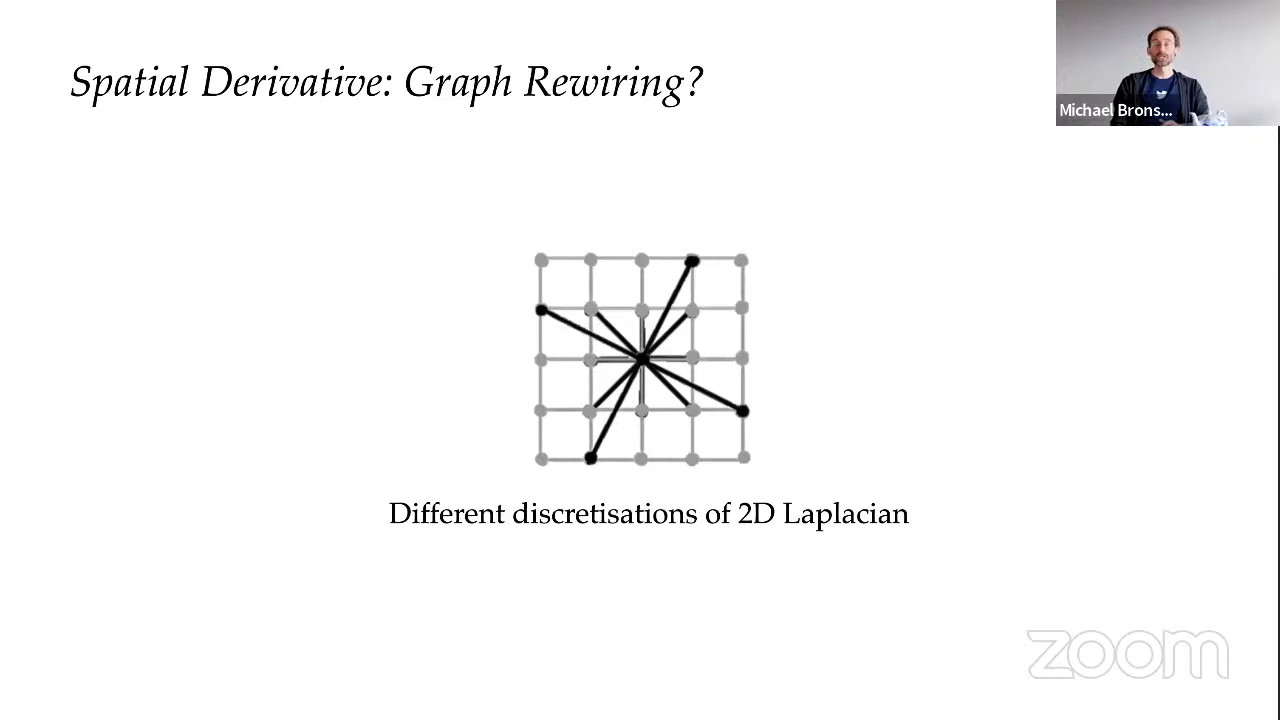 Spatial Derivative: Graph Rewiring?
Michael Brons...
Different discretisations of 2D Laplacian
zoom